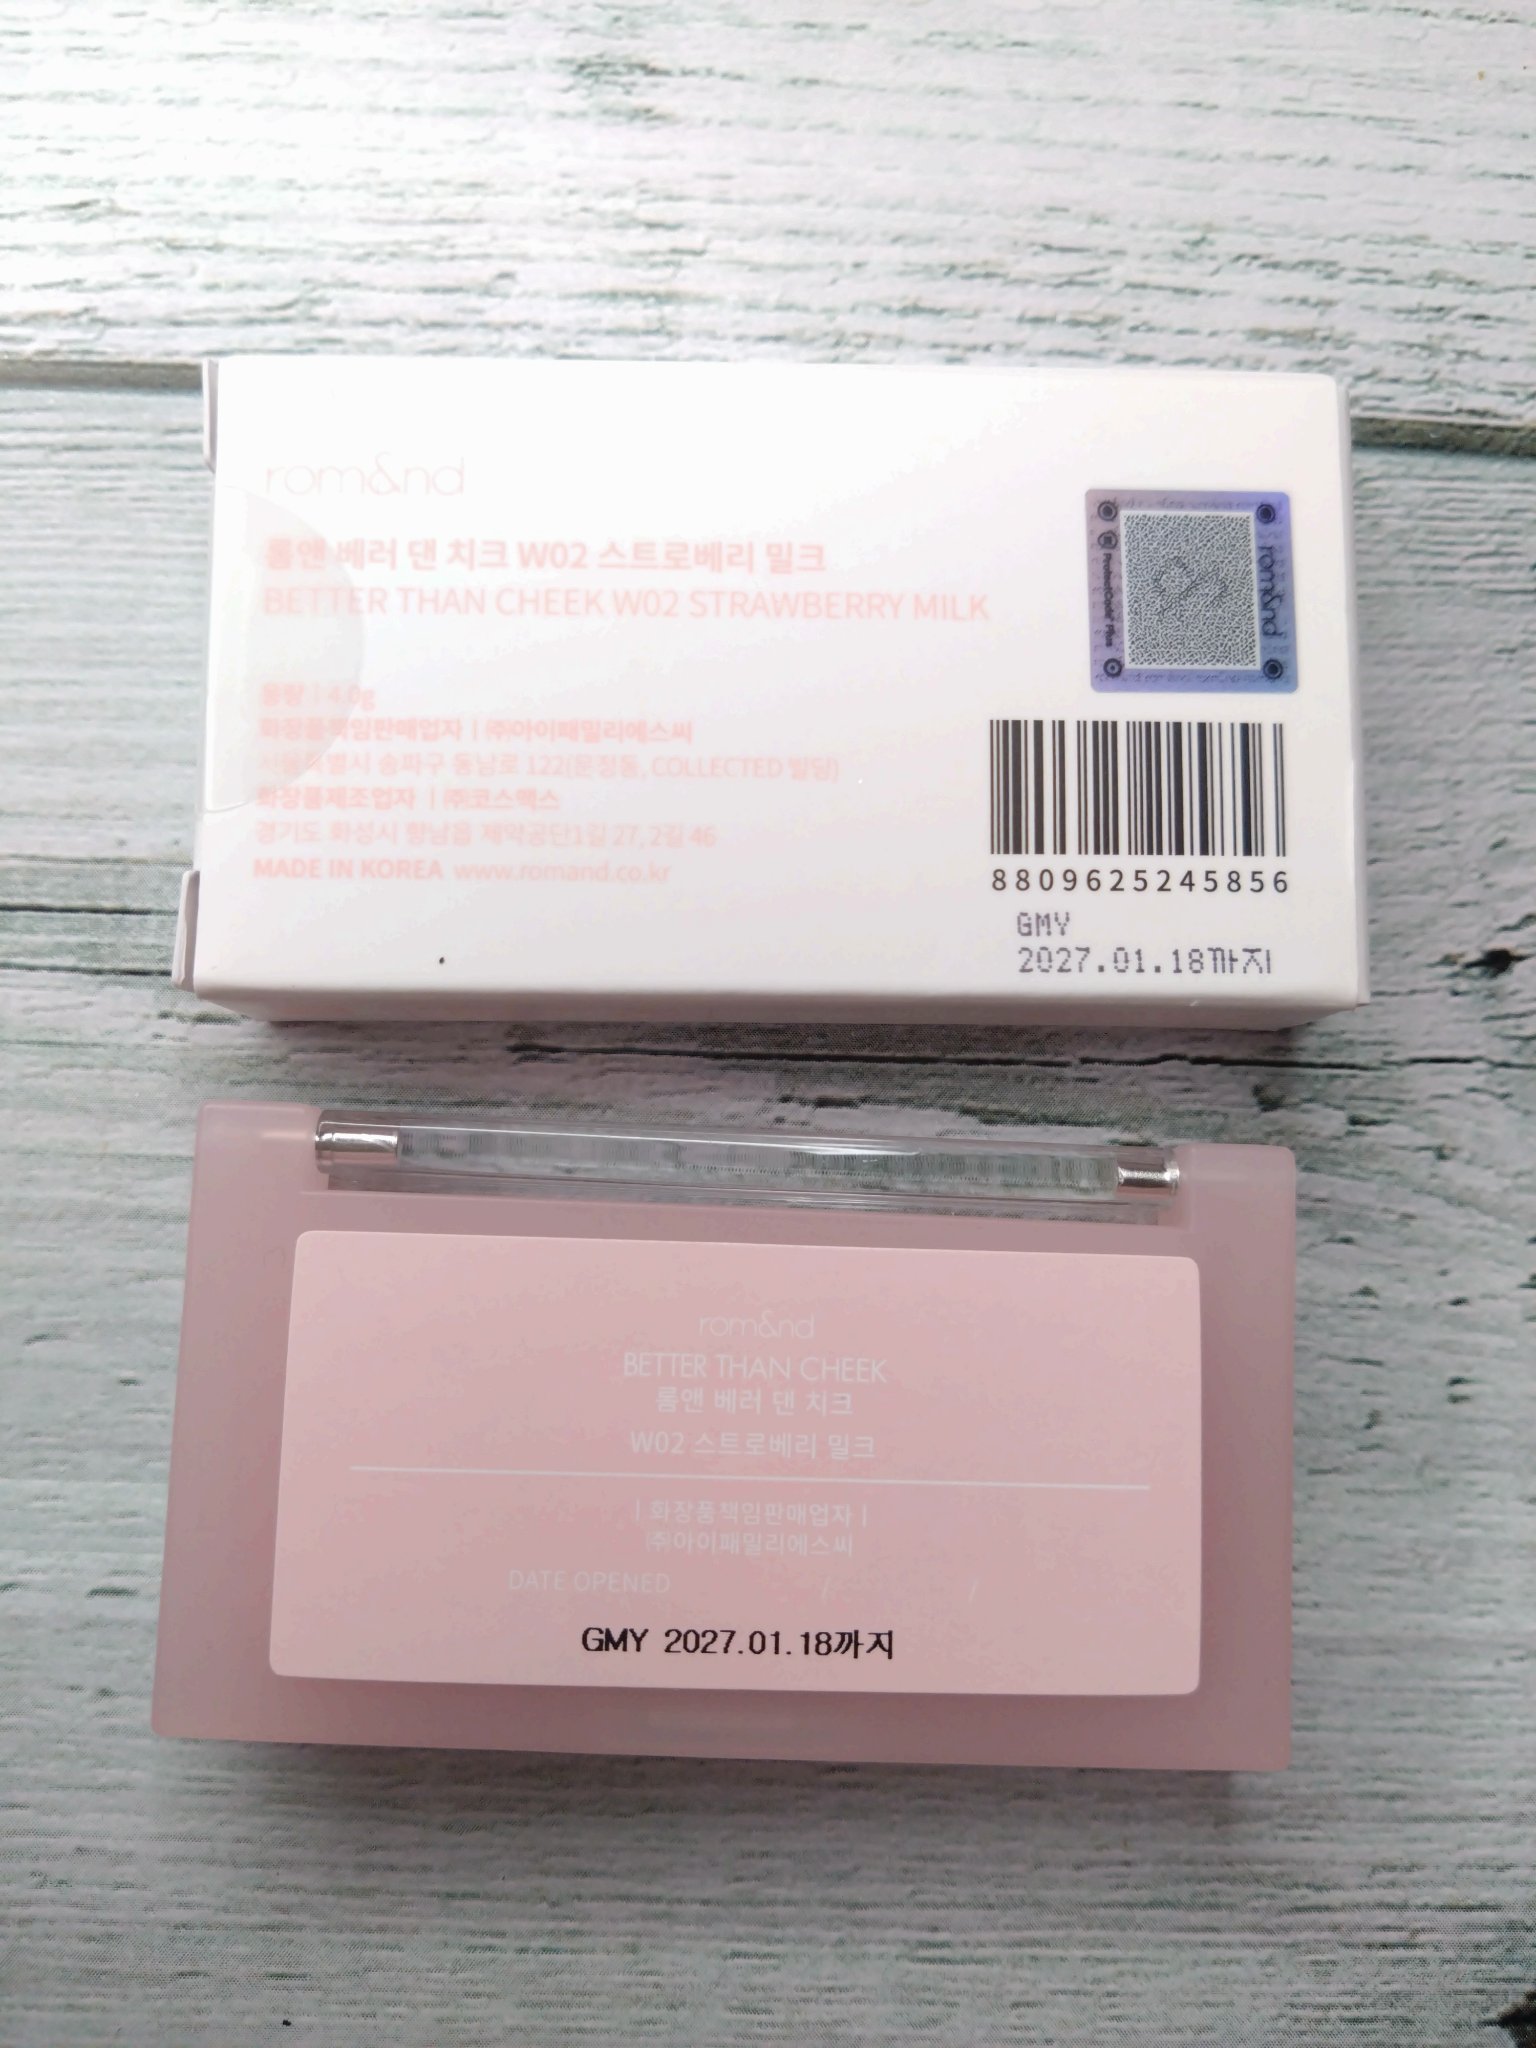 rom&nd
롬앤 베러 댄 치크 W02 스트로베리 밀크
BETTER THAN CHEEK W02 STRAWBERRY MILK
용량 | 4.0g
화장품책임판매업자 | ㈜아이패밀리에스씨
서울특별시 송파구 동남로 122(문정동, COLLECTED 빌딩)
화장품제조업자 | ㈜코스맥스
경기도 화성시 향남읍 제약공단1길 27, 2길 46
MADE IN KOREA www.romand.co.kr
rom&nd
ProtectCode Plus
8809625245856
GMY
2027.01.18까지
rom&nd
BETTER THAN CHEEK
롬앤 베러 댄 치크
W02 스트로베리 밀크
| 화장품책임판매업자 |
㈜아이패밀리에스씨
DATE OPENED / /
GMY 2027.01.18까지